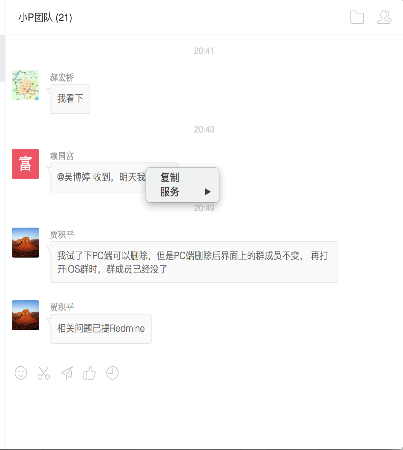 小P团队 (21)
20:41
郝宏桥
我看下
20:43
富
魏国富
@吴博婷 收到，明天我
复制
服务
20:49
贾积平
我试了下PC端可以删除，但是PC端删除后界面上的群成员不变， 再打
开iOS群时，群成员已经没了
贾积平
相关问题已提Redmine